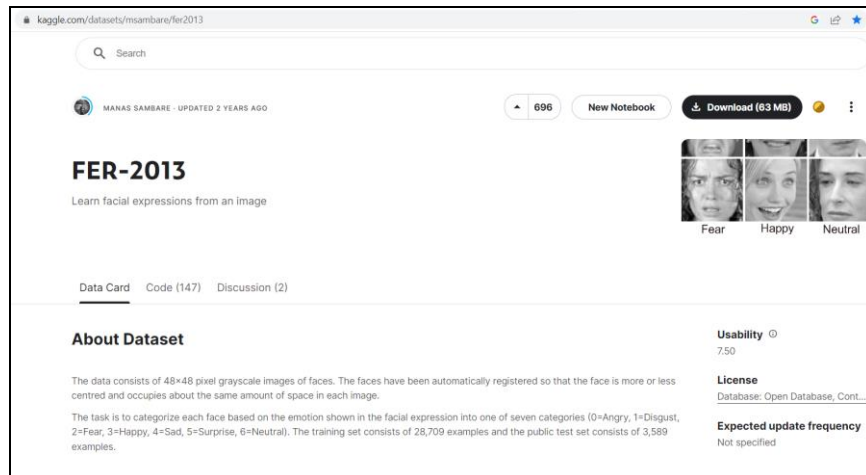 kaggle.com/datasets/msambare/fer2013
Search
MANAS SAMBARE · UPDATED 2 YEARS AGO
696
New Notebook
Download (63 MB)
FER-2013
Learn facial expressions from an image
Fear Happy Neutral
Data Card Code (147) Discussion (2)
About Dataset
The data consists of 48×48 pixel grayscale images of faces. The faces have been automatically registered so that the face is more or less
centred and occupies about the same amount of space in each image.
The task is to categorize each face based on the emotion shown in the facial expression into one of seven categories (0=Angry, 1=Disgust,
2=Fear, 3=Happy, 4=Sad, 5=Surprise, 6=Neutral). The training set consists of 28,709 examples and the public test set consists of 3,589
examples.
Usability
7.50
License
Database: Open Database, Cont...
Expected update frequency
Not specified